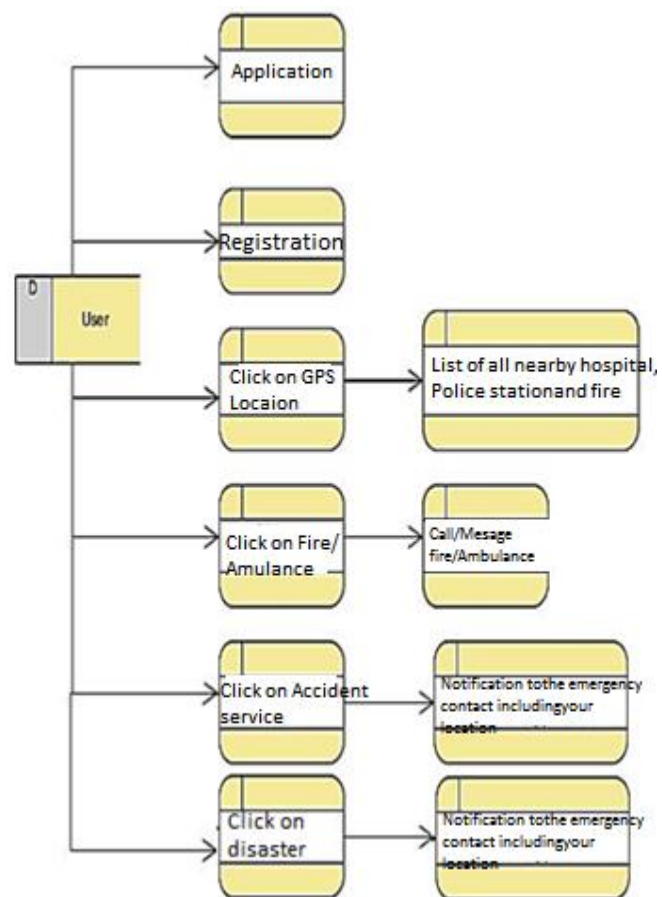 Application
Registration
D
User
Click on GPS
Locaion
List of all nearby hospital,
Police stationand fire
Click on Fire/
Amulance
Call/Mesage
fire/Ambulance
Click on Accident
service
Notification tothe emergency
contact includingyour
location
Click on
disaster
Notification tothe emergency
contact includingyour
location